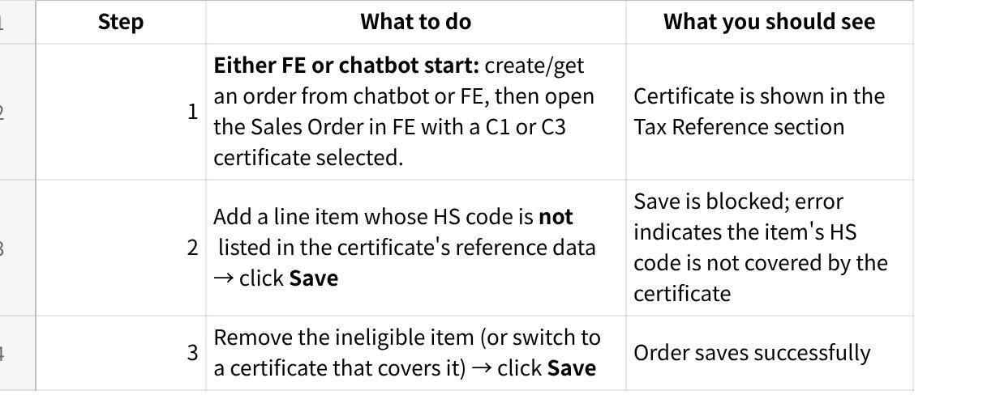 1
Step
What to do
What you should see
2
1
Either FE or chatbot start: create/get
an order from chatbot or FE, then open
the Sales Order in FE with a C1 or C3
certificate selected.
Certificate is shown in the
Tax Reference section
3
2
Add a line item whose HS code is not
listed in the certificate's reference data
→ click Save
Save is blocked; error
indicates the item's HS
code is not covered by the
certificate
4
3
Remove the ineligible item (or switch to
a certificate that covers it) → click Save
Order saves successfully